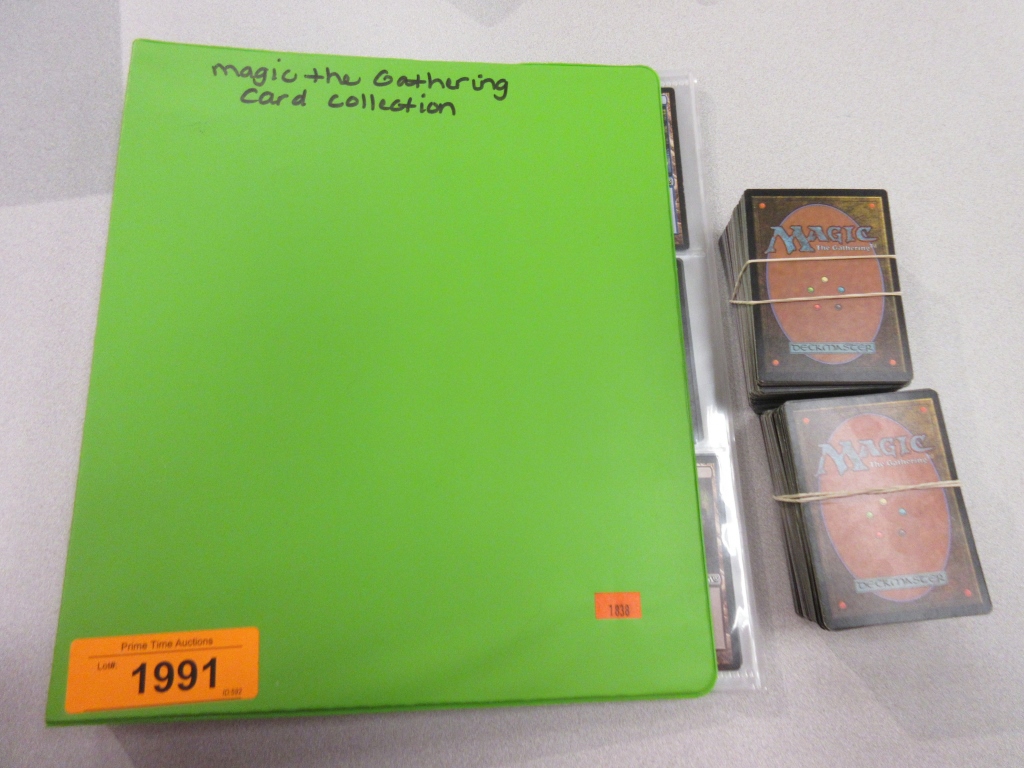 magic the Gathering
Card collection
MAGIC
The Gathering
DECKMASTER
MAGIC
The Gathering
DECKMASTER
1838
Prime Time Auctions
Lot#:
1991